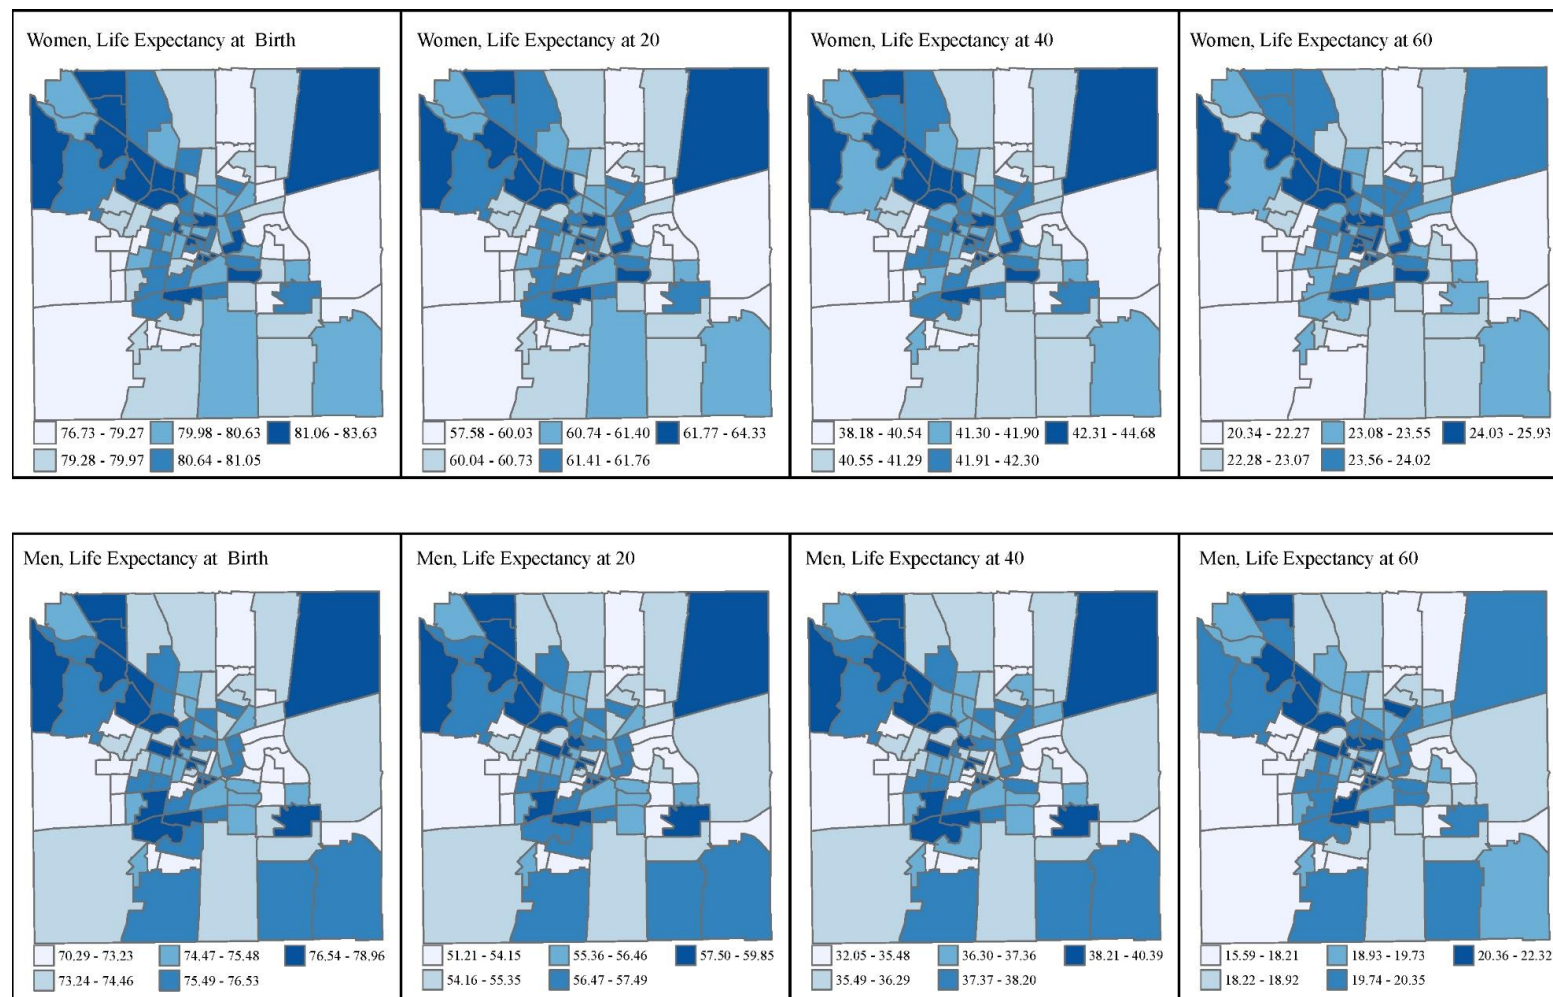 Women, Life Expectancy at Birth
76.73 - 79.27 79.98 - 80.63 81.06 - 83.63
79.28 - 79.97 80.64 - 81.05
Women, Life Expectancy at 20
57.58 - 60.03 60.74 - 61.40 61.77 - 64.33
60.04 - 60.73 61.41 - 61.76
Women, Life Expectancy at 40
38.18 - 40.54 41.30 - 41.90 42.31 - 44.68
40.55 - 41.29 41.91 - 42.30
Women, Life Expectancy at 60
20.34 - 22.27 23.08 - 23.55 24.03 - 25.93
22.28 - 23.07 23.56 - 24.02
Men, Life Expectancy at Birth
70.29 - 73.23 74.47 - 75.48 76.54 - 78.96
73.24 - 74.46 75.49 - 76.53
Men, Life Expectancy at 20
51.21 - 54.15 55.36 - 56.46 57.50 - 59.85
54.16 - 55.35 56.47 - 57.49
Men, Life Expectancy at 40
32.05 - 35.48 36.30 - 37.36 38.21 - 40.39
35.49 - 36.29 37.37 - 38.20
Men, Life Expectancy at 60
15.59 - 18.21 18.93 - 19.73 20.36 - 22.32
18.22 - 18.92 19.74 - 20.35